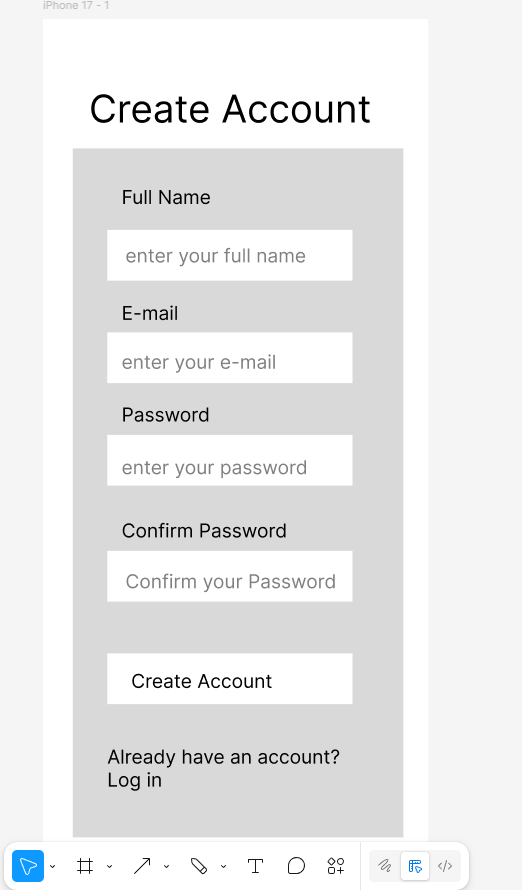 iPhone 17 - 1
Create Account
Full Name
enter your full name
E-mail
enter your e-mail
Password
enter your password
Confirm Password
Confirm your Password
Create Account
Already have an account?
Log in